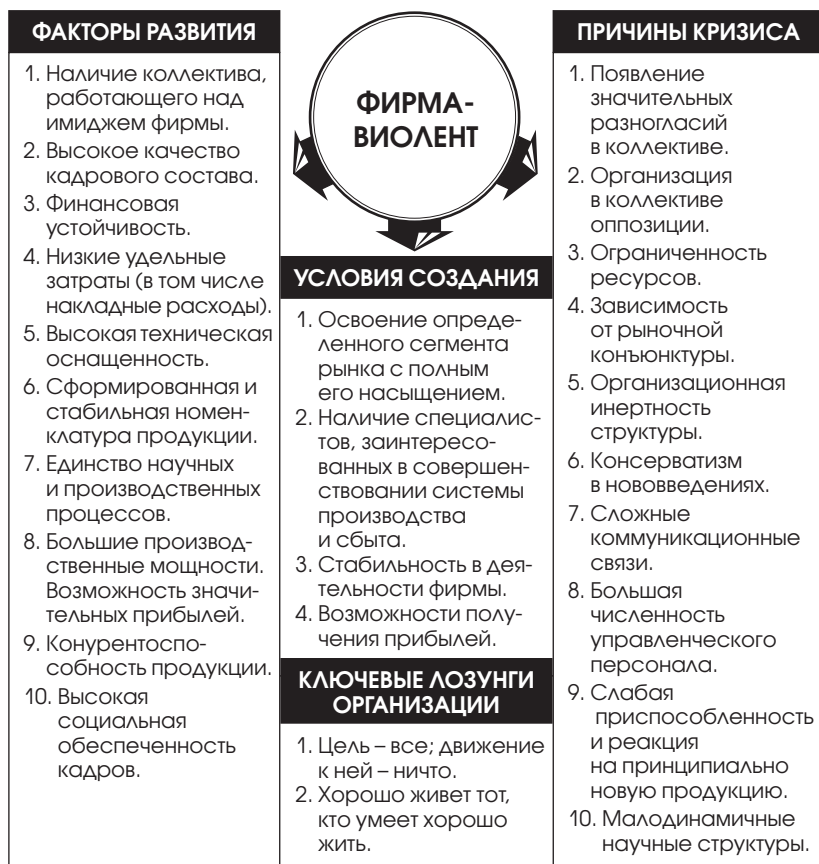 ФАКТОРЫ РАЗВИТИЯ
1. Наличие коллектива,
работающего над
имиджем фирмы.
2. Высокое качество
кадрового состава.
3. Финансовая
устойчивость.
4. Низкие удельные
затраты (в том числе
накладные расходы).
5. Высокая техническая
оснащенность.
6. Сформированная и
стабильная номен-
клатура продукции.
7. Единство научных
и производственных
процессов.
8. Большие производ-
ственные мощности.
Возможность значи-
тельных прибылей.
9. Конурентоспо-
собность продукции.
10. Высокая
социальная
обеспеченность
кадров.
ФИРМА-
ВИОЛЕНТ
УСЛОВИЯ СОЗДАНИЯ
1. Освоение опреде-
ленного сегмента
рынка с полным
его насыщением.
2. Наличие специалис-
тов, заинтересо-
ванных в совершен-
ствовании системы
производства
и сбыта.
3. Стабильность в дея-
тельности фирмы.
4. Возможности полу-
чения прибылей.
КЛЮЧЕВЫЕ ЛОЗУНГИ
ОРГАНИЗАЦИИ
1. Цель – все; движение
к ней – ничто.
2. Хорошо живет тот,
кто умеет хорошо
жить.
ПРИЧИНЫ КРИЗИСА
1. Появление
значительных
разногласий
в коллективе.
2. Организация
в коллективе
оппозиции.
3. Ограниченность
ресурсов.
4. Зависимость
от рыночной
конъюнктуры.
5. Организационная
инертность
структуры.
6. Консерватизм
в нововведениях.
7. Сложные
коммуникационные
связи.
8. Большая
численность
управленческого
персонала.
9. Слабая
приспособленность
и реакция
на принципиально
новую продукцию.
10. Малодинамичные
научные структуры.